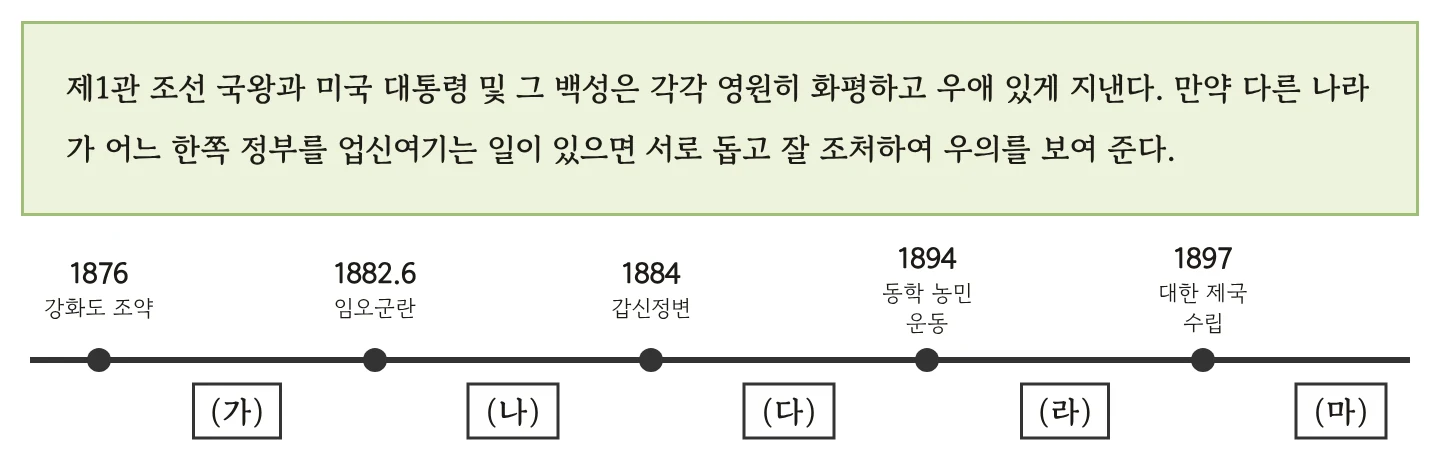 제1관 조선 국왕과 미국 대통령 및 그 백성은 각각 영원히 화평하고 우애 있게 지낸다. 만약 다른 나라
가 어느 한쪽 정부를 업신여기는 일이 있으면 서로 돕고 잘 조처하여 우의를 보여 준다.
1876
강화도 조약
1882.6
임오군란
1884
갑신정변
1894
동학 농민
운동
1897
대한 제국
수립
(가)
(나)
(다)
(라)
(마)